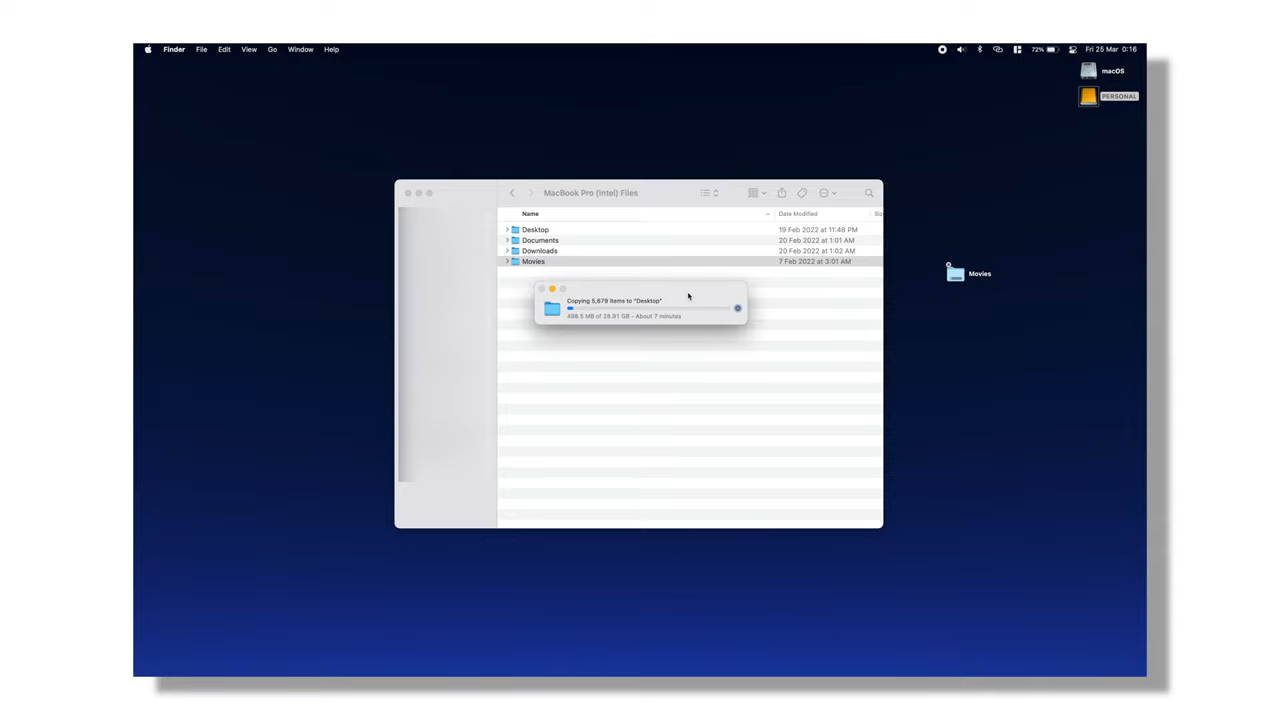 Finder File Edit View Go Window Help 72% Fri 25 Mar 0:16
macOS
PERSONAL
MacBook Pro (Intel) Files
Name Date Modified Siz
Desktop 19 Feb 2022 at 11:48 PM
Documents 20 Feb 2022 at 1:01 AM
Downloads 20 Feb 2022 at 1:02 AM
Movies 7 Feb 2022 at 3:01 AM
Movies
Copying 5,679 items to "Desktop"
498.5 MB of 28.91 GB - About 7 minutes